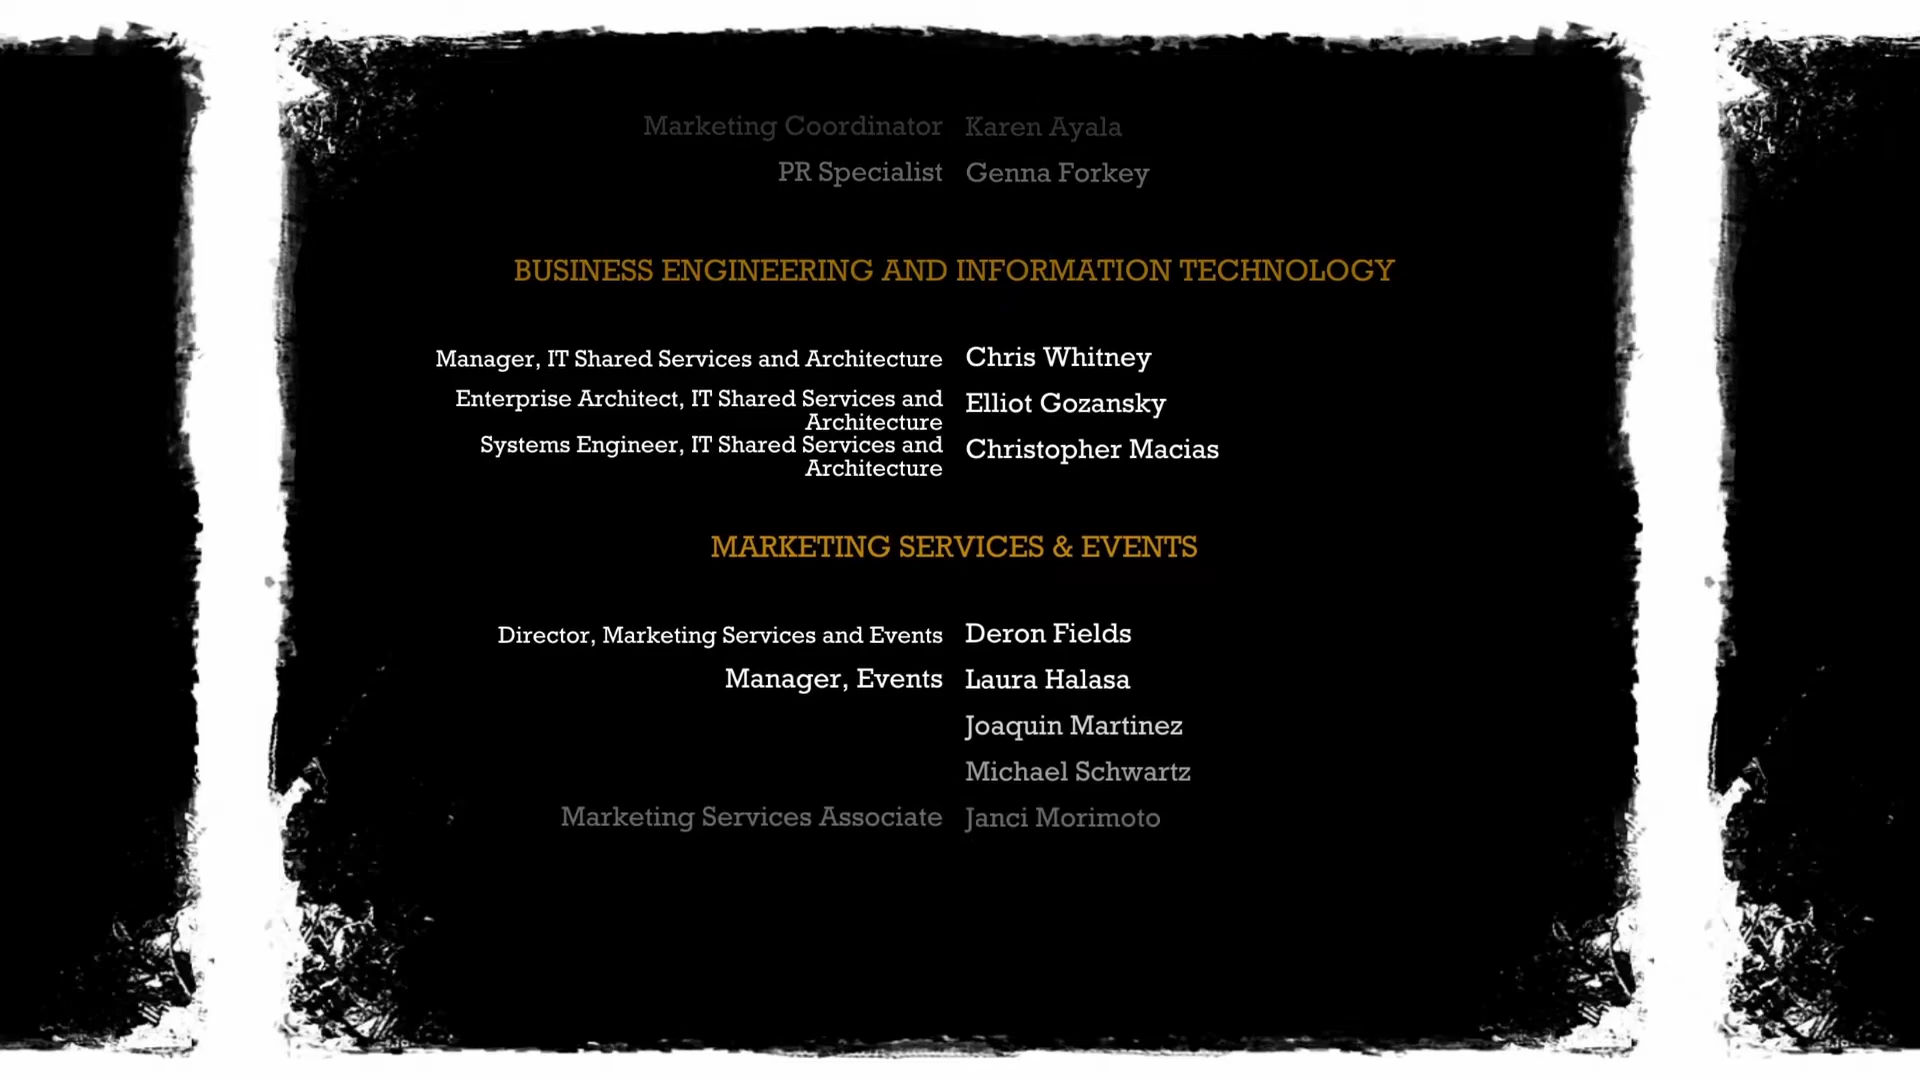 Marketing Coordinator Karen Ayala
PR Specialist Genna Forkey
BUSINESS ENGINEERING AND INFORMATION TECHNOLOGY
Manager, IT Shared Services and Architecture Chris Whitney
Enterprise Architect, IT Shared Services and Elliot Gozansky
Architecture
Systems Engineer, IT Shared Services and Christopher Macias
Architecture
MARKETING SERVICES & EVENTS
Director, Marketing Services and Events Deron Fields
Manager, Events Laura Halasa
Joaquin Martinez
Michael Schwartz
Marketing Services Associate Janci Morimoto